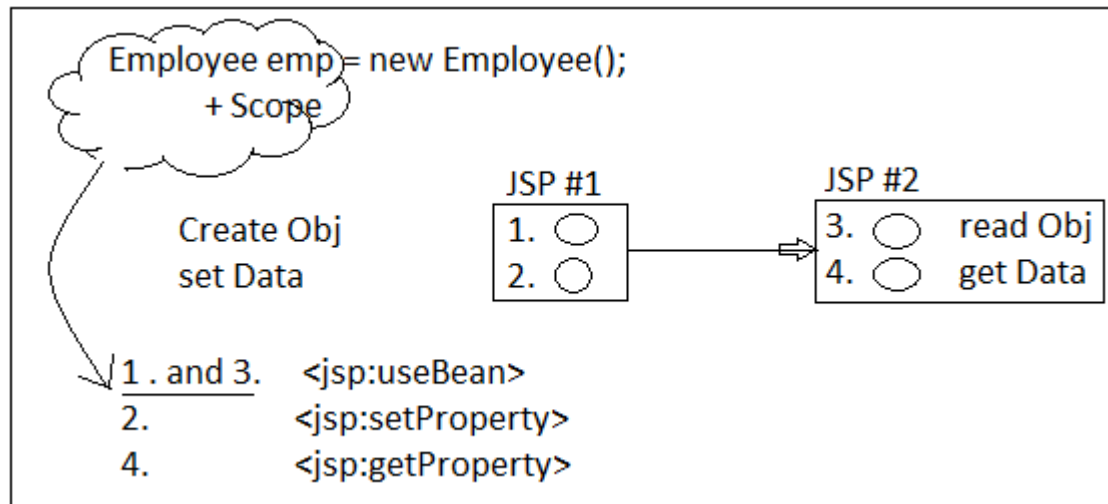 Employee emp = new Employee();
+ Scope
JSP #1
JSP #2
Create Obj
set Data
1.
2.
3. read Obj
4. get Data
1 . and 3. <jsp:useBean>
2. <jsp:setProperty>
4. <jsp:getProperty>